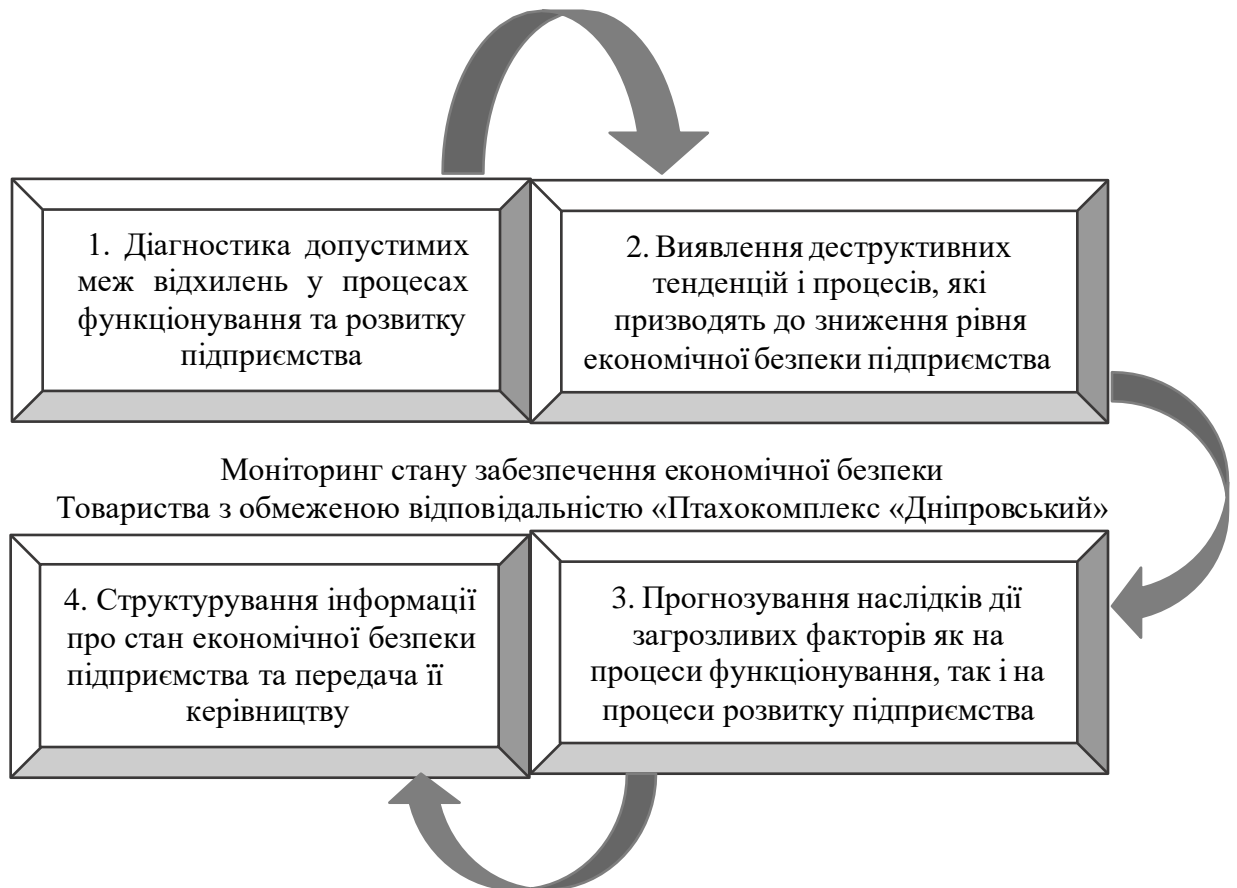 1. Діагностика допустимих
меж відхилень у процесах
функціонування та розвитку
підприємства
2. Виявлення деструктивних
тенденцій і процесів, які
призводять до зниження рівня
економічної безпеки підприємства
Моніторинг стану забезпечення економічної безпеки
Товариства з обмеженою відповідальністю «Птахокомплекс «Дніпровський»
4. Структурування інформації
про стан економічної безпеки
підприємства та передача її
керівництву
3. Прогнозування наслідків дії
загрозливих факторів як на
процеси функціонування, так і на
процеси розвитку підприємства